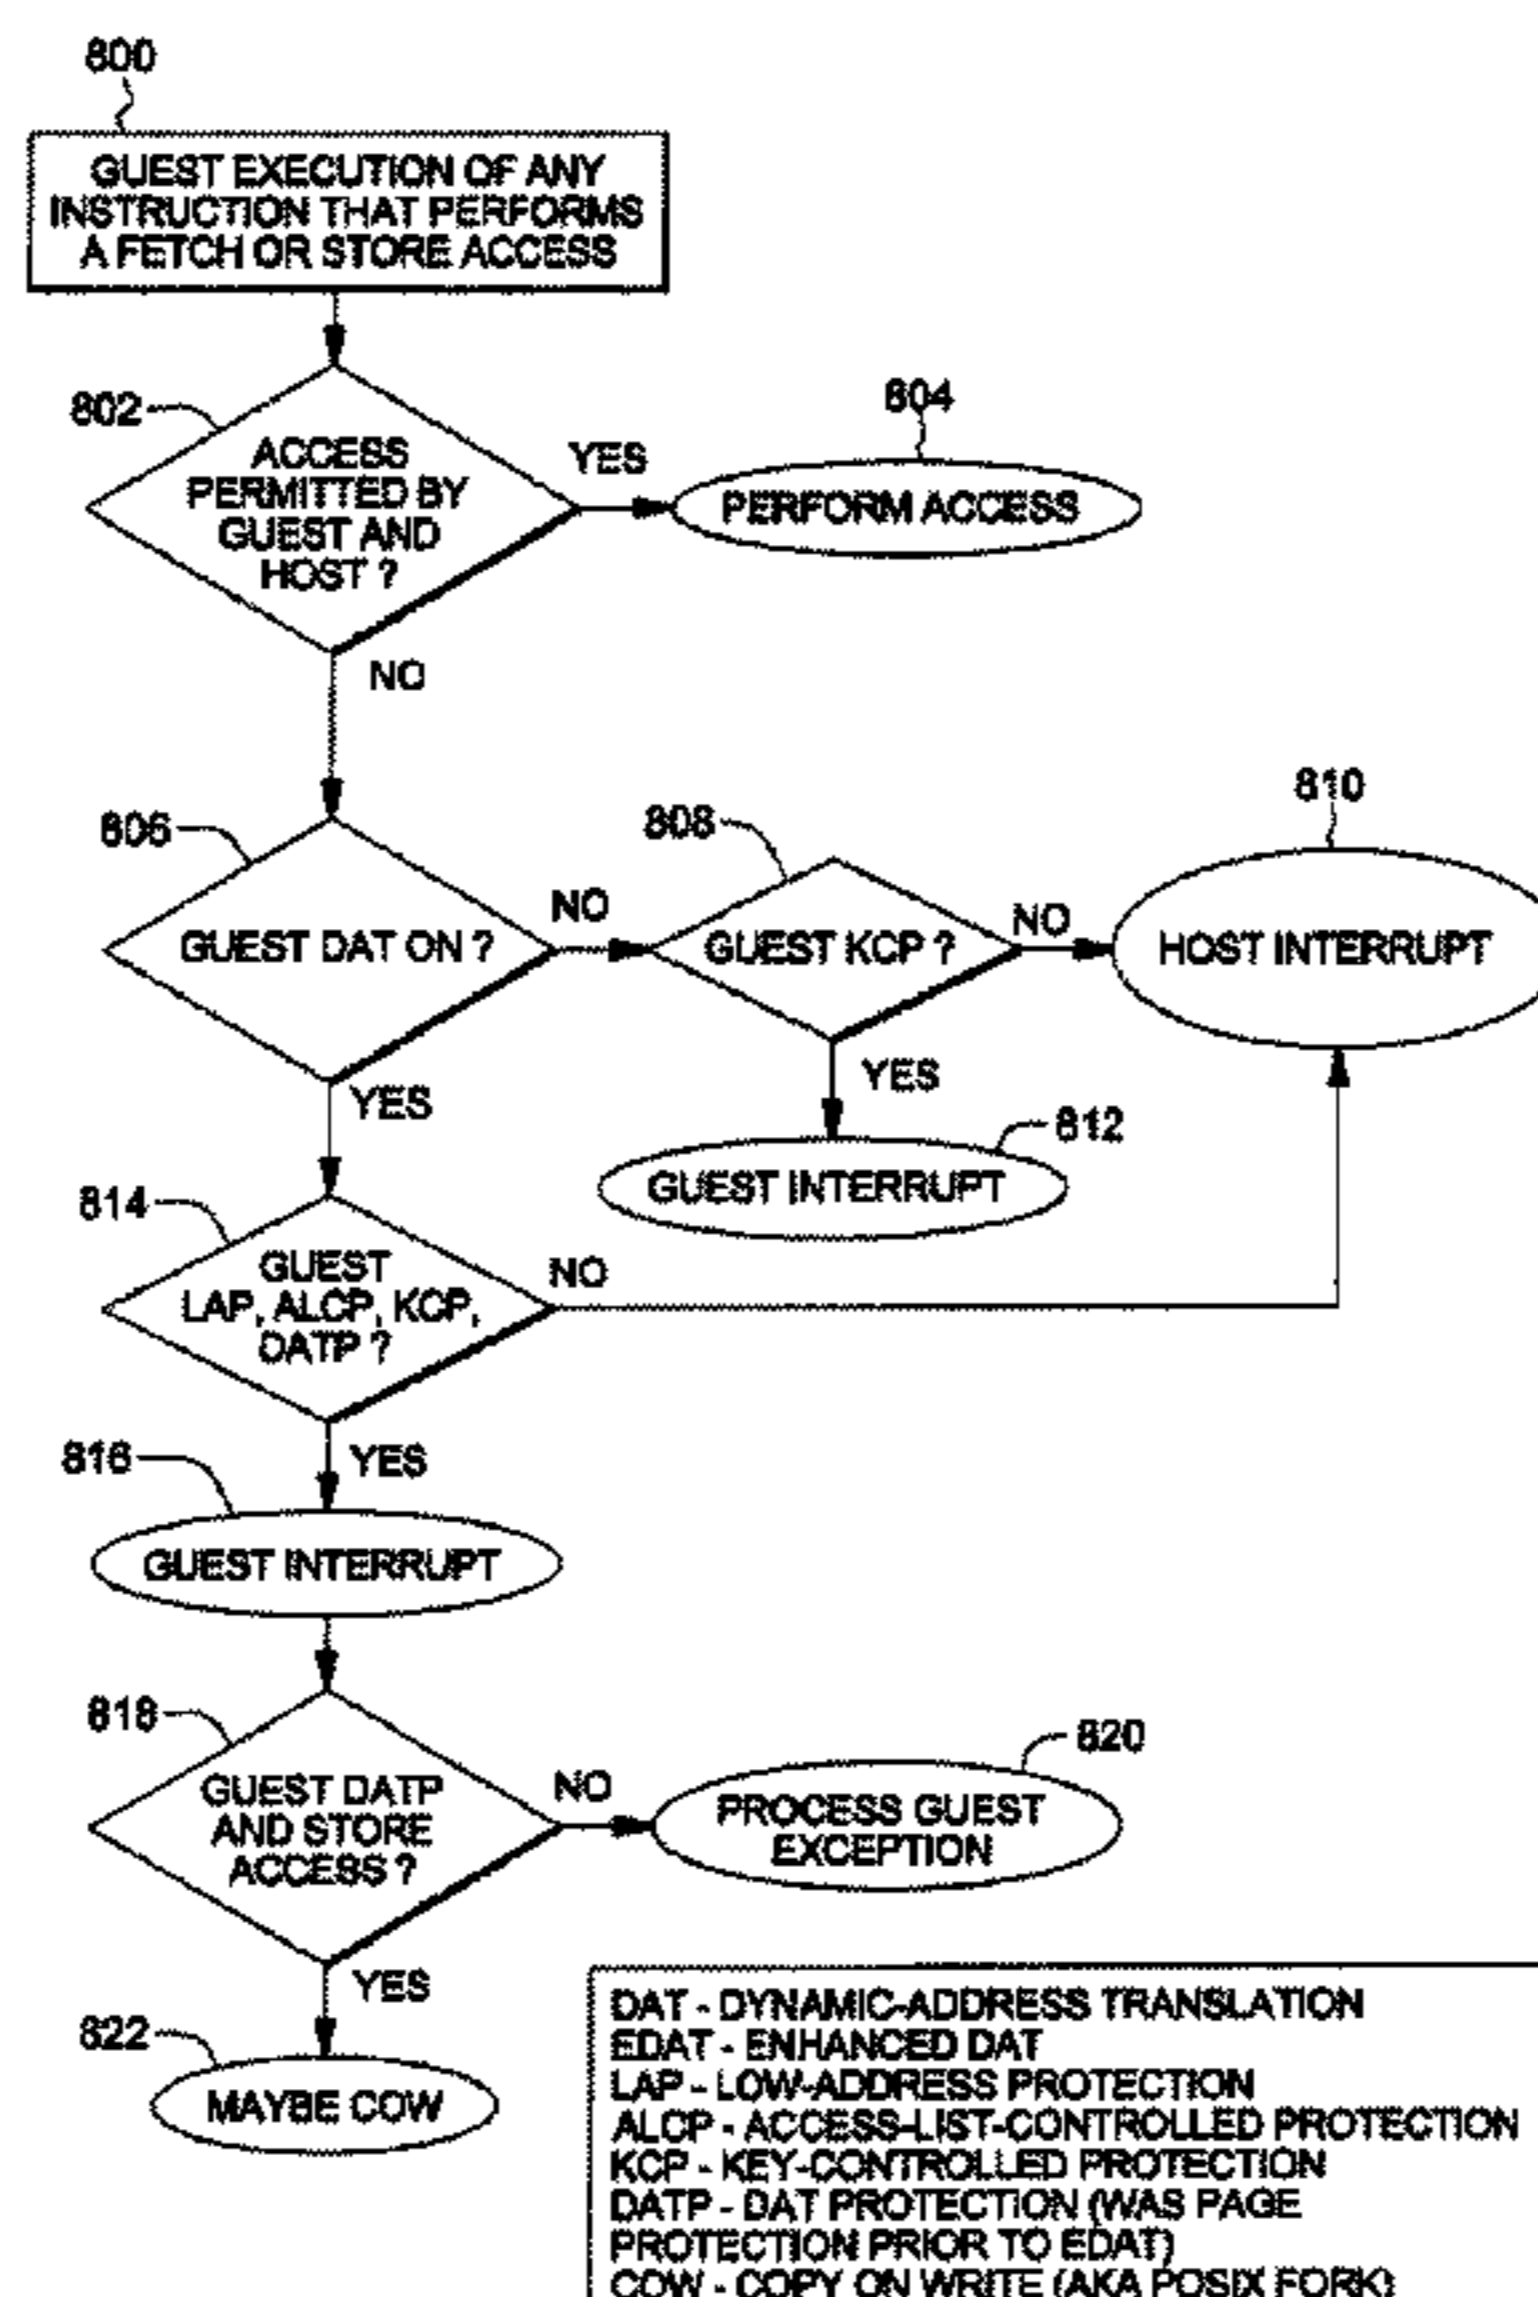 800
GUEST EXECUTION OF ANY
INSTRUCTION THAT PERFORMS
A FETCH OR STORE ACCESS
802
ACCESS
PERMITTED BY
GUEST AND
HOST ?
YES
804
PERFORM ACCESS
NO
806
GUEST DAT ON ?
NO
808
GUEST KCP ?
NO
810
HOST INTERRUPT
YES
812
GUEST INTERRUPT
YES
814
GUEST
LAP, ALCP, KCP,
DATP ?
NO
YES
816
GUEST INTERRUPT
818
GUEST DATP
AND STORE
ACCESS ?
NO
820
PROCESS GUEST
EXCEPTION
YES
822
MAYBE COW
DAT - DYNAMIC-ADDRESS TRANSLATION
EDAT - ENHANCED DAT
LAP - LOW-ADDRESS PROTECTION
ALCP - ACCESS-LIST-CONTROLLED PROTECTION
KCP - KEY-CONTROLLED PROTECTION
DATP - DAT PROTECTION (WAS PAGE
PROTECTION PRIOR TO EDAT)
COW - COPY ON WRITE (AKA POSIX FORK)